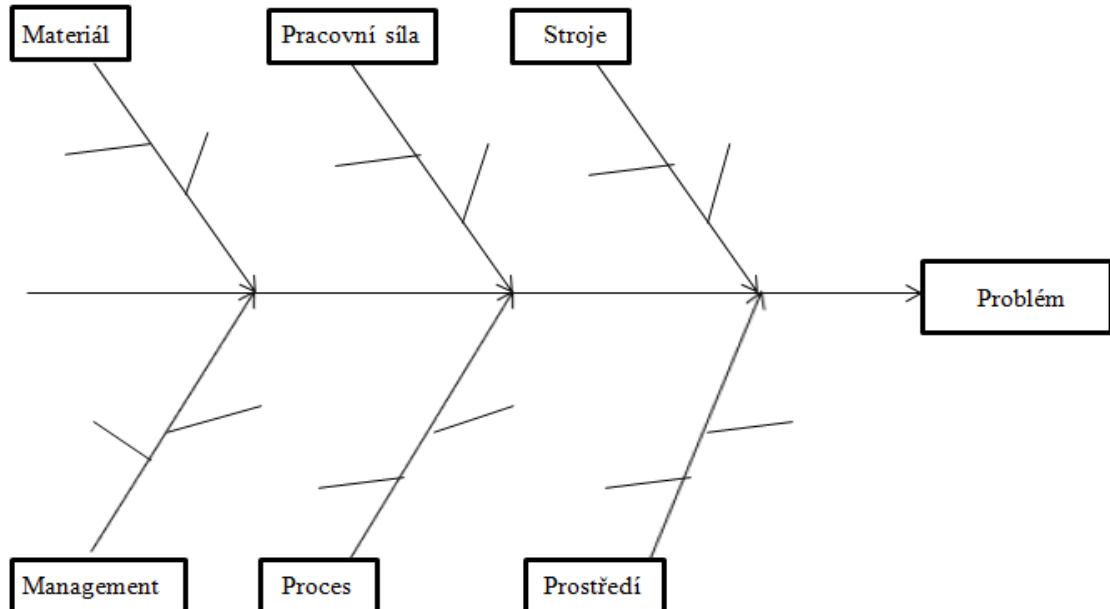 Materiál
Pracovní síla
Stroje
Problém
Management
Proces
Prostředí